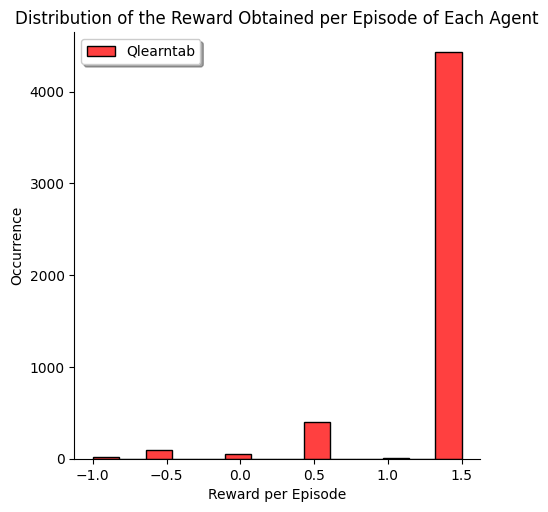 Distribution of the Reward Obtained per Episode of Each Agent
Qlearntab
4000
3000
2000
1000
0
Occurrence
−1.0 −0.5 0.0 0.5 1.0 1.5
Reward per Episode